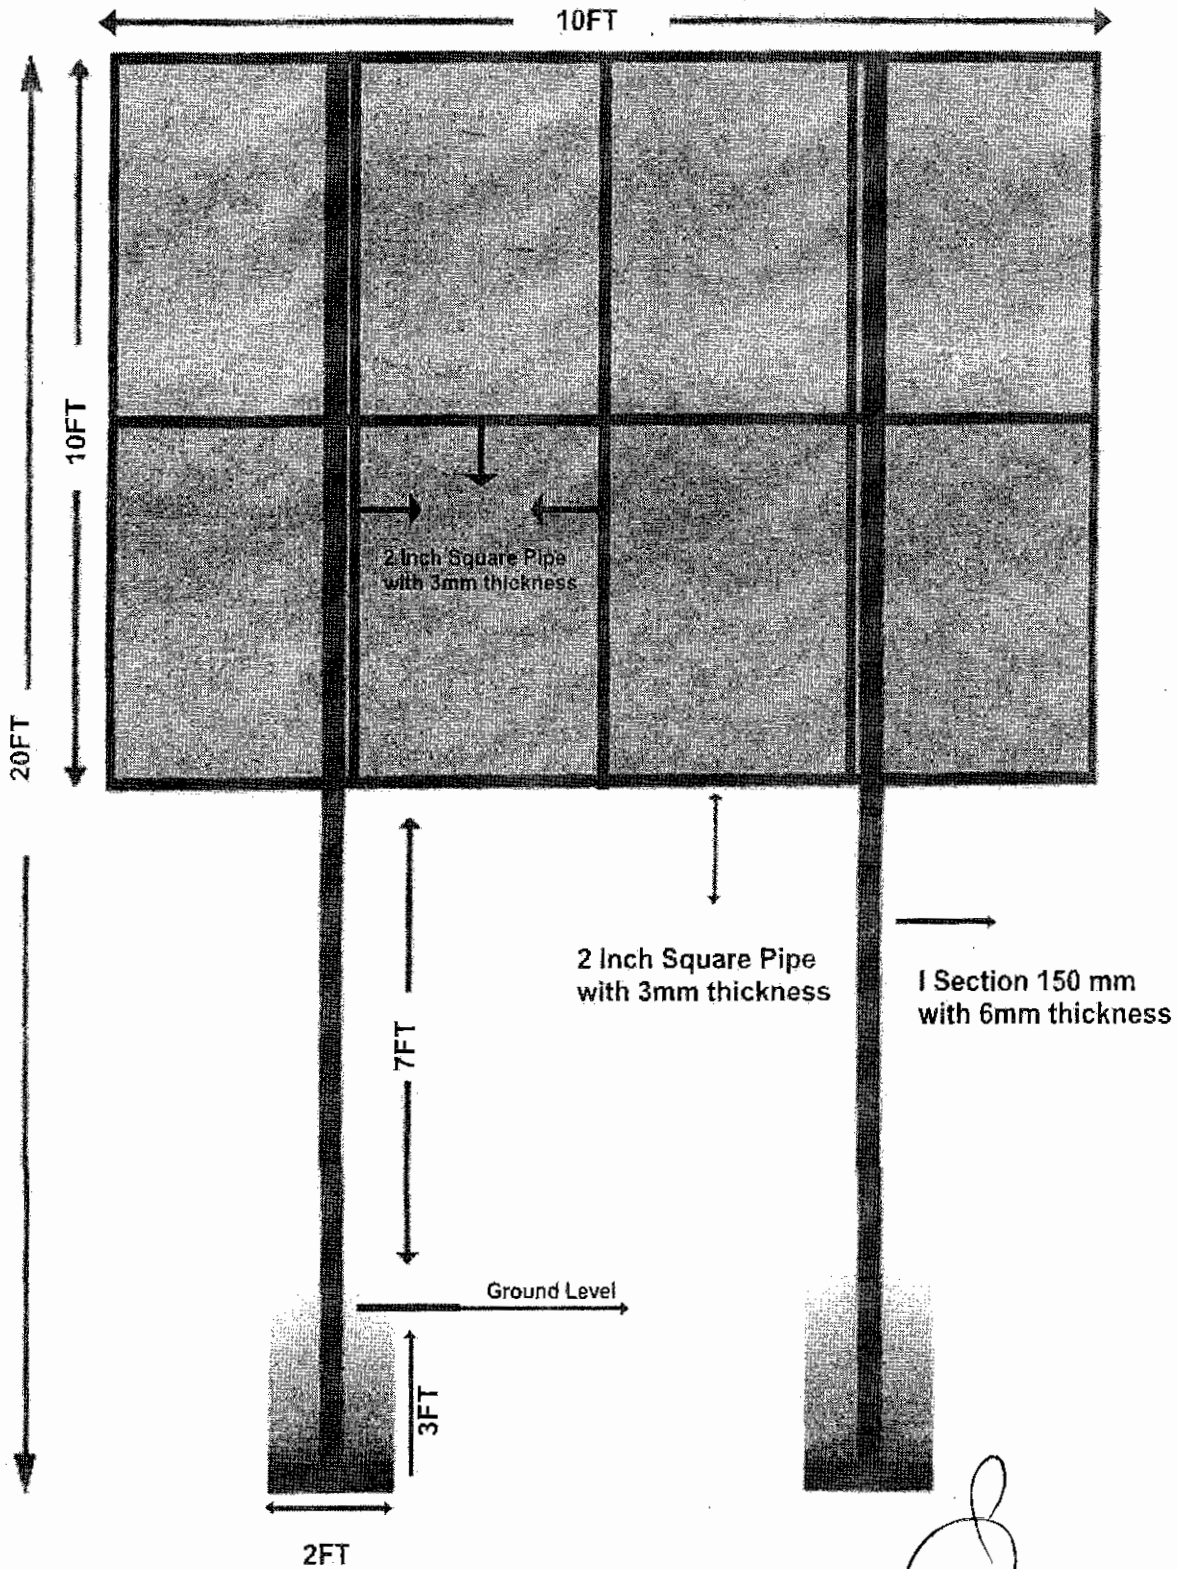 10FT
10FT
20FT
2 Inch Square Pipe
with 3mm thickness
7FT
2 Inch Square Pipe
with 3mm thickness
I Section 150 mm
with 6mm thickness
Ground Level
3FT
2FT